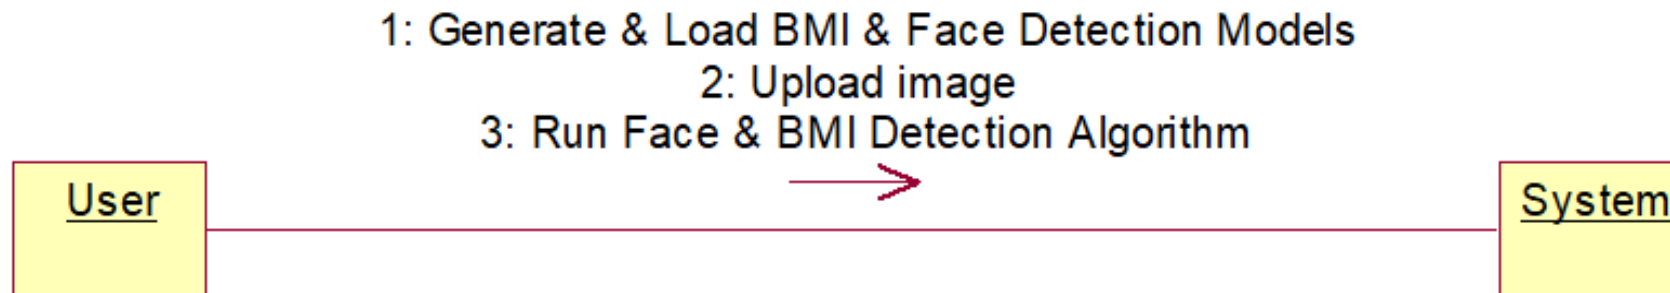 1: Generate & Load BMI & Face Detection Models
2: Upload image
3: Run Face & BMI Detection Algorithm
User
System